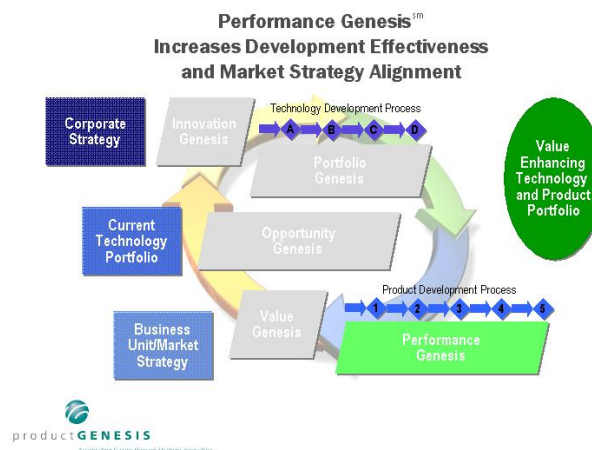 Performance Genesis℠
Increases Development Effectiveness
and Market Strategy Alignment
Corporate
Strategy
Innovation
Genesis
Technology Development Process
A B C D
Portfolio
Genesis
Value
Enhancing
Technology
and Product
Portfolio
Current
Technology
Portfolio
Opportunity
Genesis
Product Development Process
1 2 3 4 5
Value
Genesis
Business
Unit/Market
Strategy
Performance
Genesis
productGENESIS